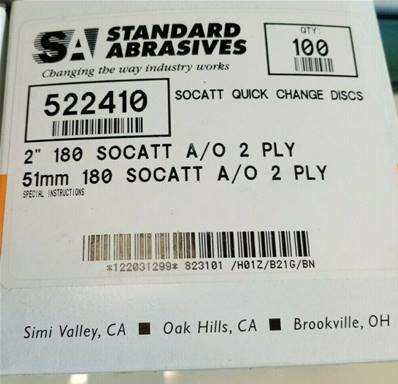 SA STANDARD
ABRASIVES
Changing the way industry works
QTY:
100
522410
SOCATT QUICK CHANGE DISCS
2" 180 SOCATT A/O 2 PLY
51mm 180 SOCATT A/O 2 PLY
SPECIAL INSTRUCTIONS
*122031299* 823101 /H01Z/B21G/BN
Simi Valley, CA ■ Oak Hills, CA ■ Brookville, OH